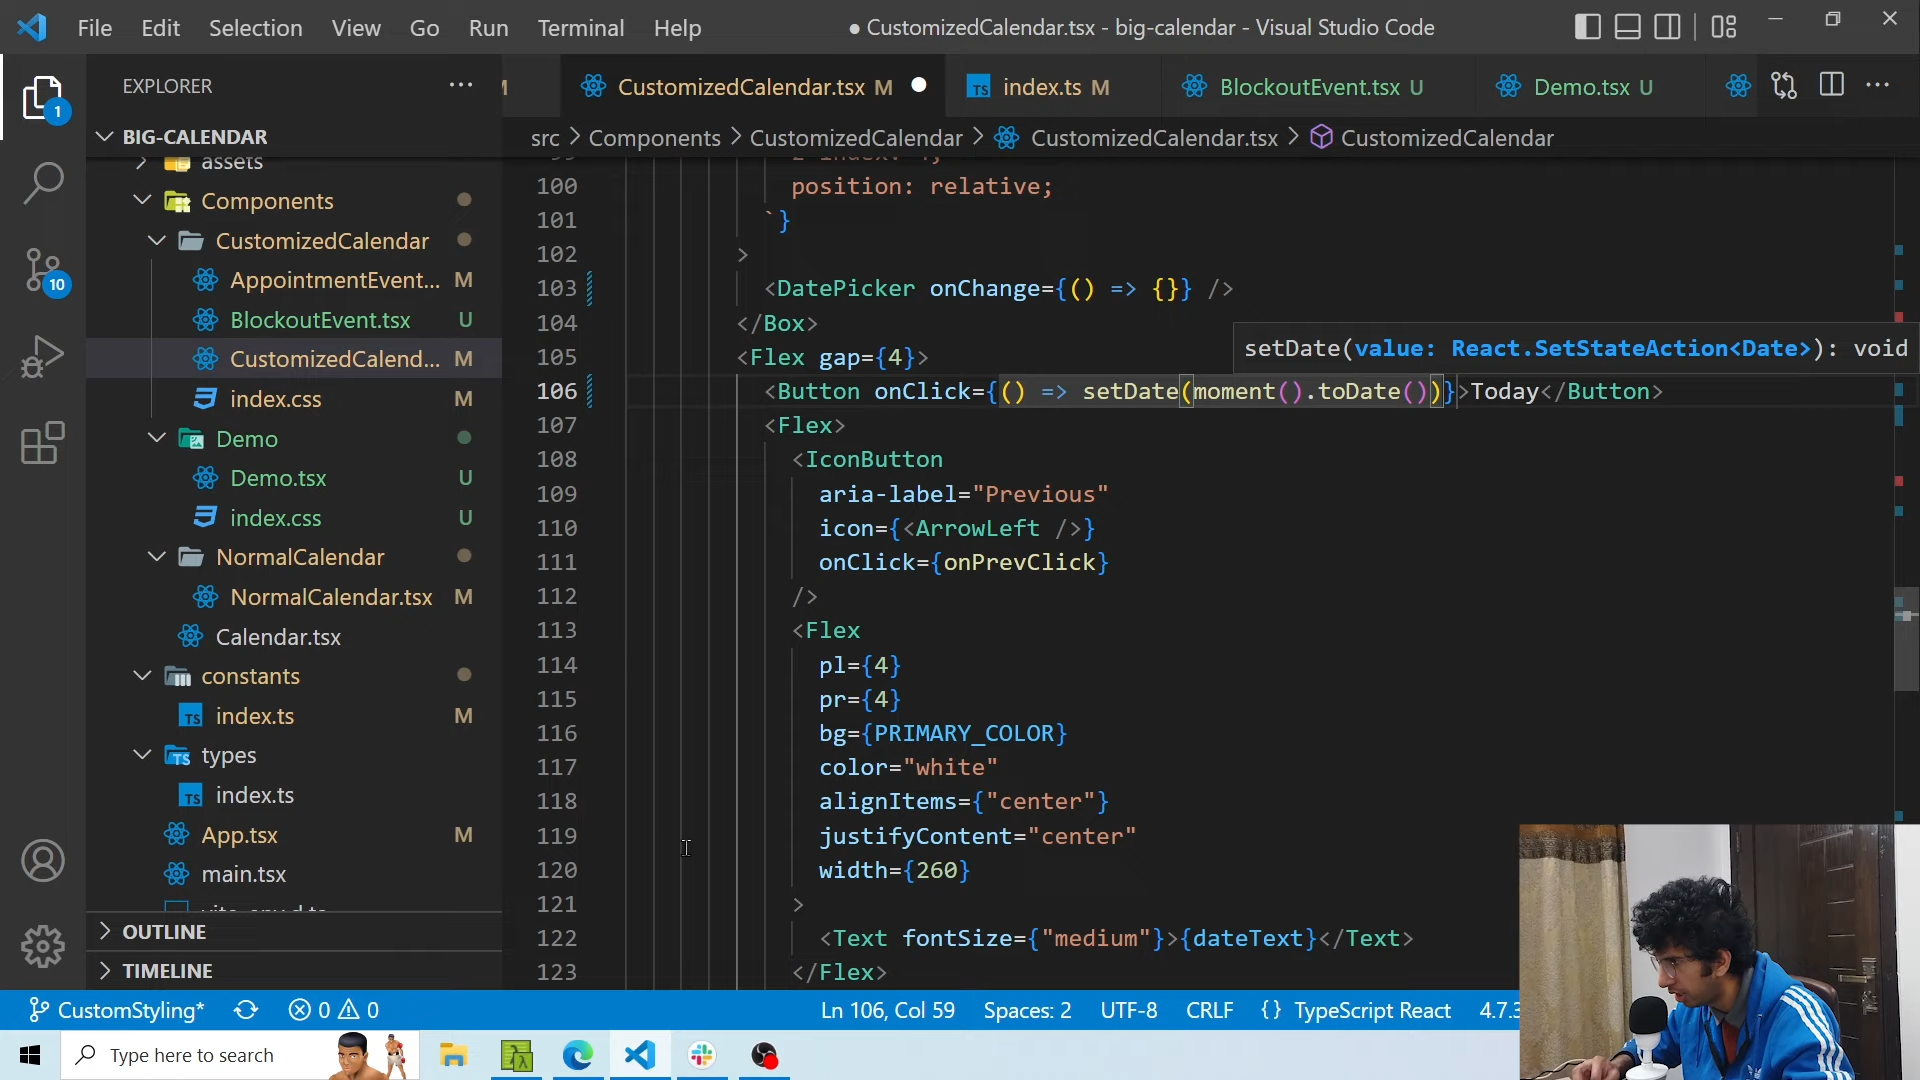 File Edit Selection View Go Run Terminal Help
● CustomizedCalendar.tsx - big-calendar - Visual Studio Code
EXPLORER
M
CustomizedCalendar.tsx M
TS index.ts M
BlockoutEvent.tsx U
Demo.tsx U
BIG-CALENDAR
src > Components > CustomizedCalendar > CustomizedCalendar.tsx > CustomizedCalendar
assets
Components
CustomizedCalendar
AppointmentEvent... M
BlockoutEvent.tsx U
CustomizedCalend... M
index.css M
Demo
Demo.tsx U
index.css U
NormalCalendar
NormalCalendar.tsx M
Calendar.tsx
constants
TS index.ts M
TS types
TS index.ts
App.tsx M
main.tsx
OUTLINE
TIMELINE
1
10
100 position: relative;
101 `}
102 >
103 <DatePicker onChange={() => {}} />
104 </Box>
105 <Flex gap={4}>
setDate(value: React.SetStateAction<Date>): void
106 <Button onClick={() => setDate(moment().toDate())}>Today</Button>
107 <Flex>
108 <IconButton
109 aria-label="Previous"
110 icon={<ArrowLeft />}
111 onClick={onPrevClick}
112 />
113 <Flex
114 pl={4}
115 pr={4}
116 bg={PRIMARY_COLOR}
117 color="white"
118 alignItems={"center"}
119 justifyContent="center"
120 width={260}
121 >
122 <Text fontSize={"medium"}>{dateText}</Text>
123 </Flex>
CustomStyling* 0 0 Ln 106, Col 59 Spaces: 2 UTF-8 CRLF {} TypeScript React 4.7.3
Type here to search